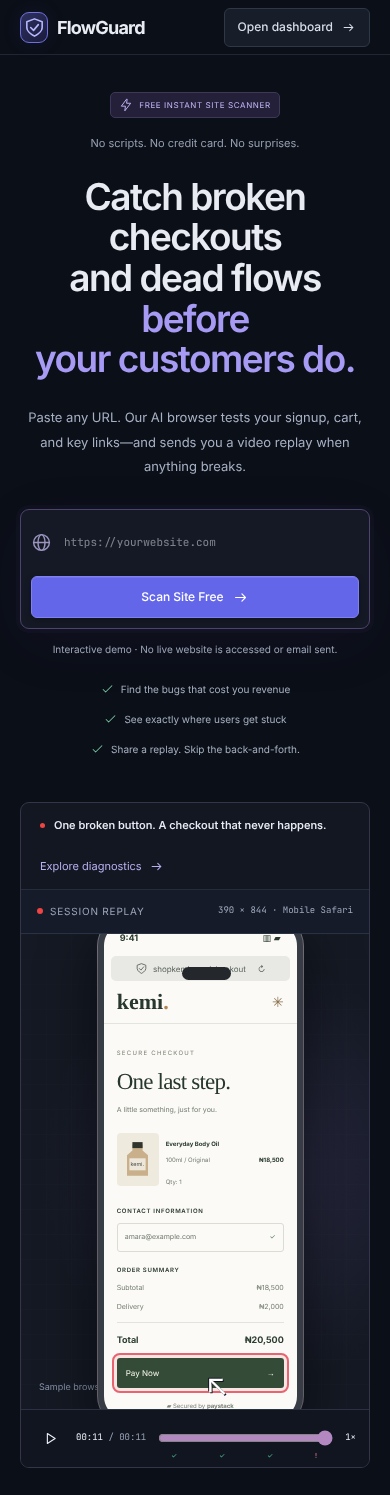 FlowGuard
Open dashboard →
FREE INSTANT SITE SCANNER
No scripts. No credit card. No surprises.
Catch broken
checkouts
and dead flows
before
your customers do.
Paste any URL. Our AI browser tests your signup, cart,
and key links—and sends you a video replay when
anything breaks.
https://yourwebsite.com
Scan Site Free →
Interactive demo · No live website is accessed or email sent.
✓ Find the bugs that cost you revenue
✓ See exactly where users get stuck
✓ Share a replay. Skip the back-and-forth.
One broken button. A checkout that never happens.
Explore diagnostics →
SESSION REPLAY
390 × 844 · Mobile Safari
9:41
kemi.
SECURE CHECKOUT
One last step.
A little something, just for you.
kemi.
Everyday Body Oil
100ml / Original ₦18,500
Qty: 1
CONTACT INFORMATION
amara@example.com ✓
ORDER SUMMARY
Subtotal ₦18,500
Delivery ₦2,000
Total ₦20,500
Pay Now →
Secured by paystack
Sample
00:11 / 00:11 1×
✓ ✓ ✓ !